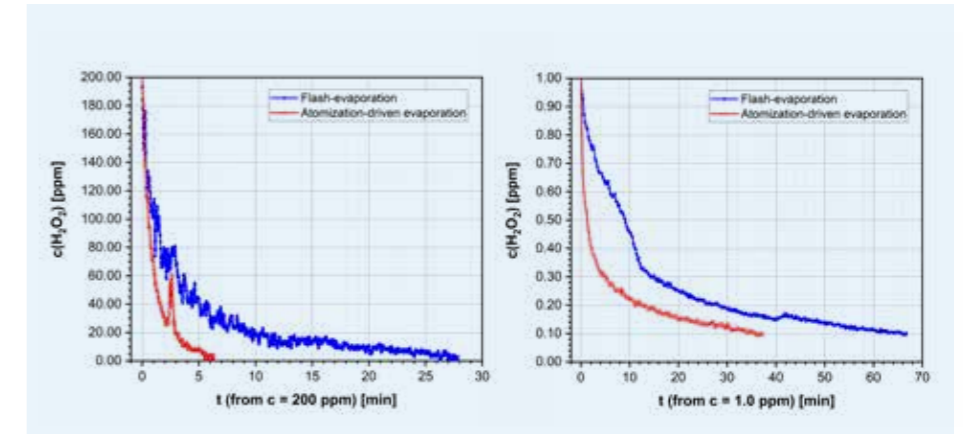 200.00
180.00
160.00
140.00
120.00
100.00
80.00
60.00
40.00
20.00
0.00
c(H₂O₂) [ppm]
Flash-evaporation
Atomization-driven evaporation
0 5 10 15 20 25 30
t (from c = 200 ppm) [min]
1.00
0.90
0.80
0.70
0.60
0.50
0.40
0.30
0.20
0.10
0.00
c(H₂O₂) [ppm]
Flash-evaporation
Atomization-driven evaporation
0 10 20 30 40 50 60 70
t (from c = 1.0 ppm) [min]